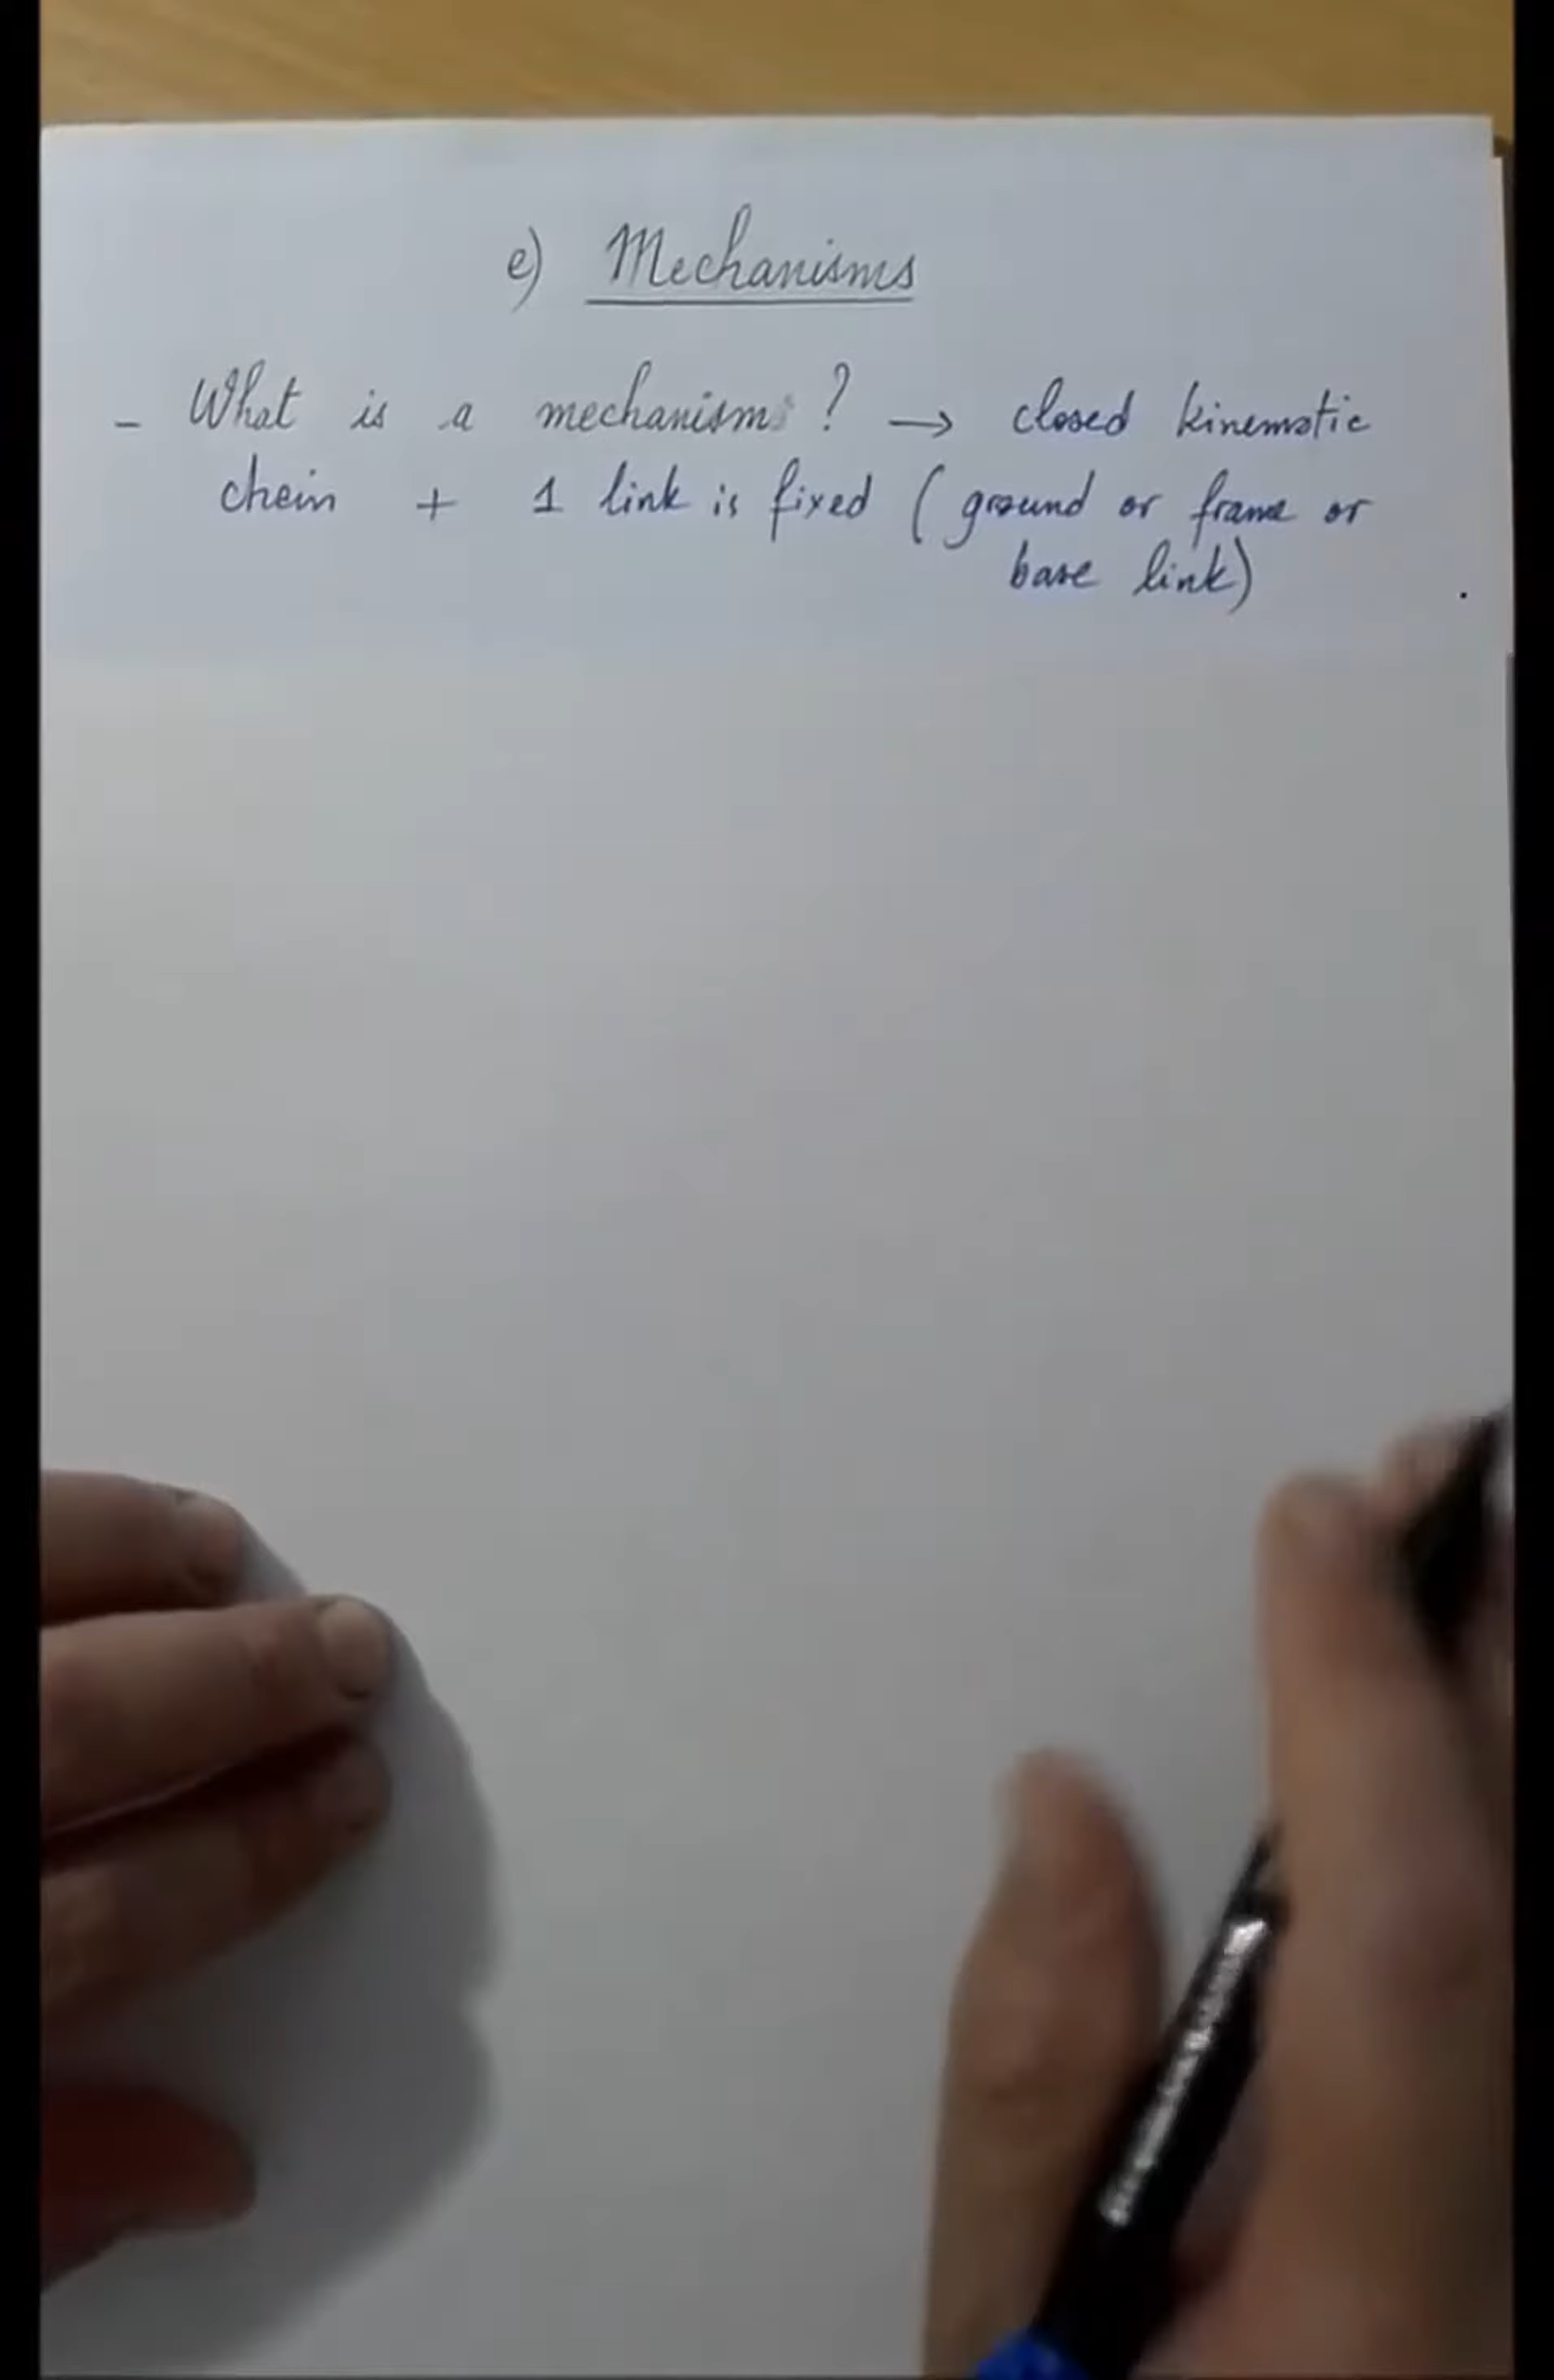 e) Mechanisms
- What is a mechanism ? → closed kinematic
chain + 1 link is fixed ( ground or frame or
base link)